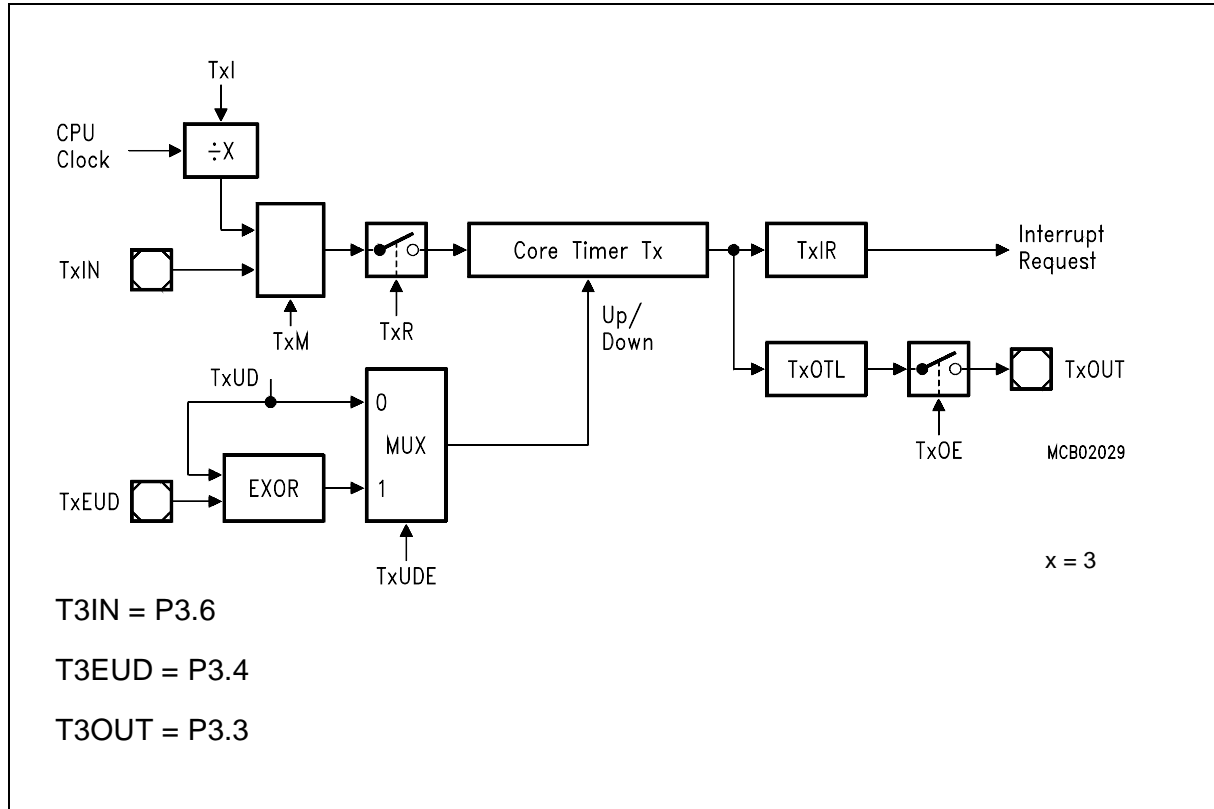 TxI
CPU
Clock
÷X
TxIN
TxM
TxR
Core Timer Tx
TxIR
Interrupt
Request
Up/
Down
TxOTL
TxOUT
TxOE
MCB02029
TxUD
0
MUX
1
EXOR
TxEUD
TxUDE
x = 3
T3IN = P3.6
T3EUD = P3.4
T3OUT = P3.3